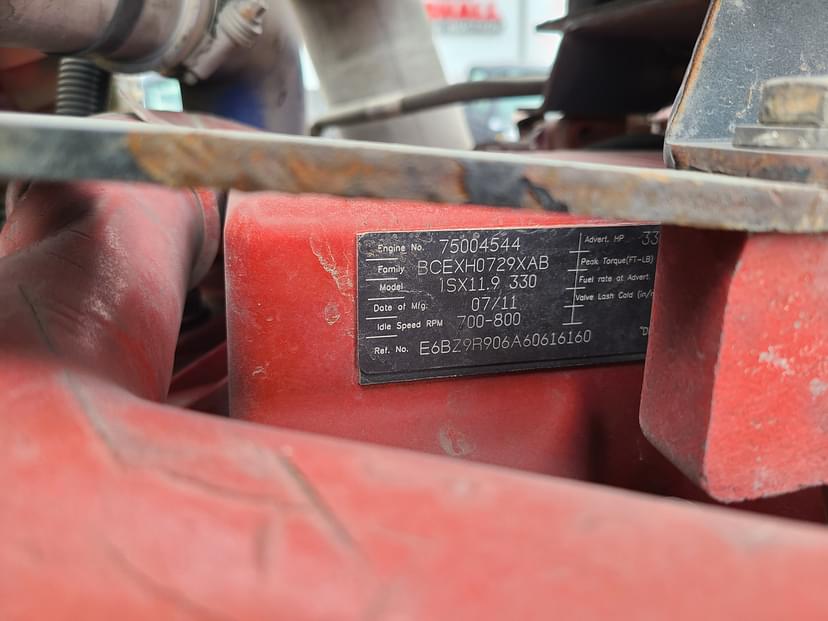 HALL
Engine No. 75004544
Family BCEXH0729XAB
Model ISX11.9 330
Date of Mfg. 07/11
Idle Speed RPM 700-800
Ref. No. E6BZ9R906A60616160
Advert. HP 33
Peak Torque(FT-LB)
Fuel rate at Advert.
Valve Lash Cold (in/